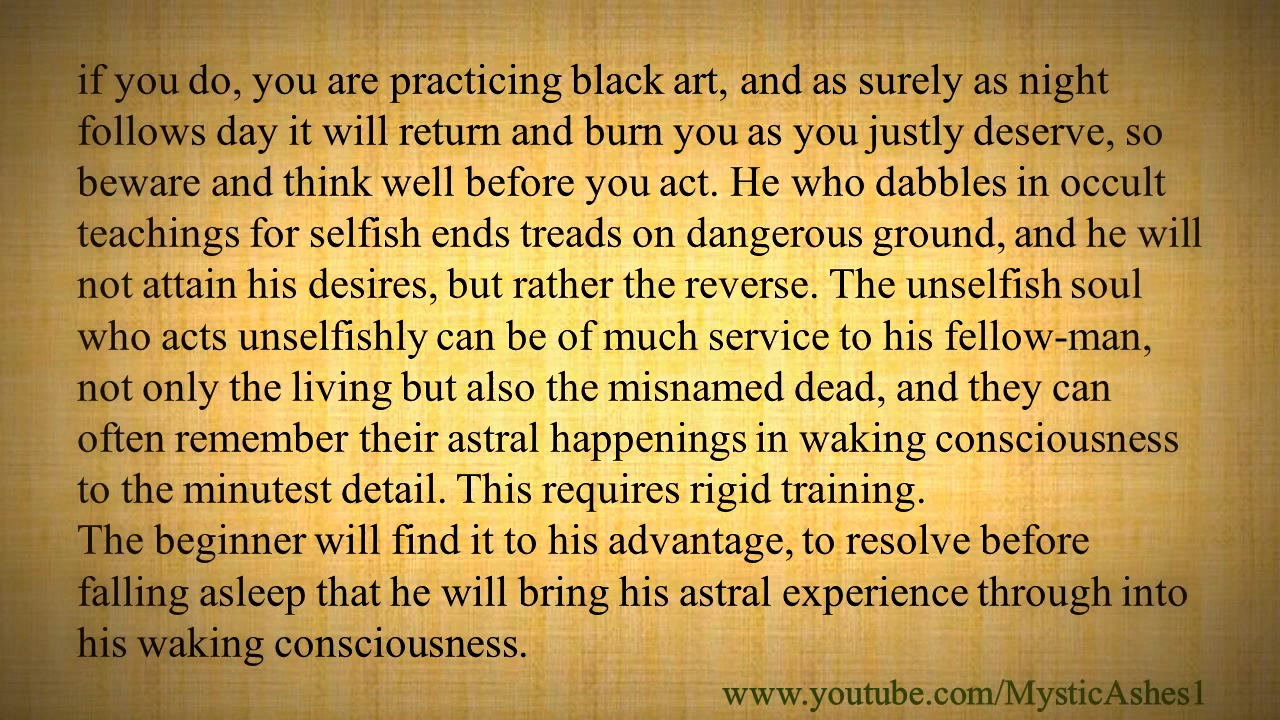 if you do, you are practicing black art, and as surely as night
follows day it will return and burn you as you justly deserve, so
beware and think well before you act. He who dabbles in occult
teachings for selfish ends treads on dangerous ground, and he will
not attain his desires, but rather the reverse. The unselfish soul
who acts unselfishly can be of much service to his fellow-man,
not only the living but also the misnamed dead, and they can
often remember their astral happenings in waking consciousness
to the minutest detail. This requires rigid training.
The beginner will find it to his advantage, to resolve before
falling asleep that he will bring his astral experience through into
his waking consciousness.
www.youtube.com/MysticAshes1